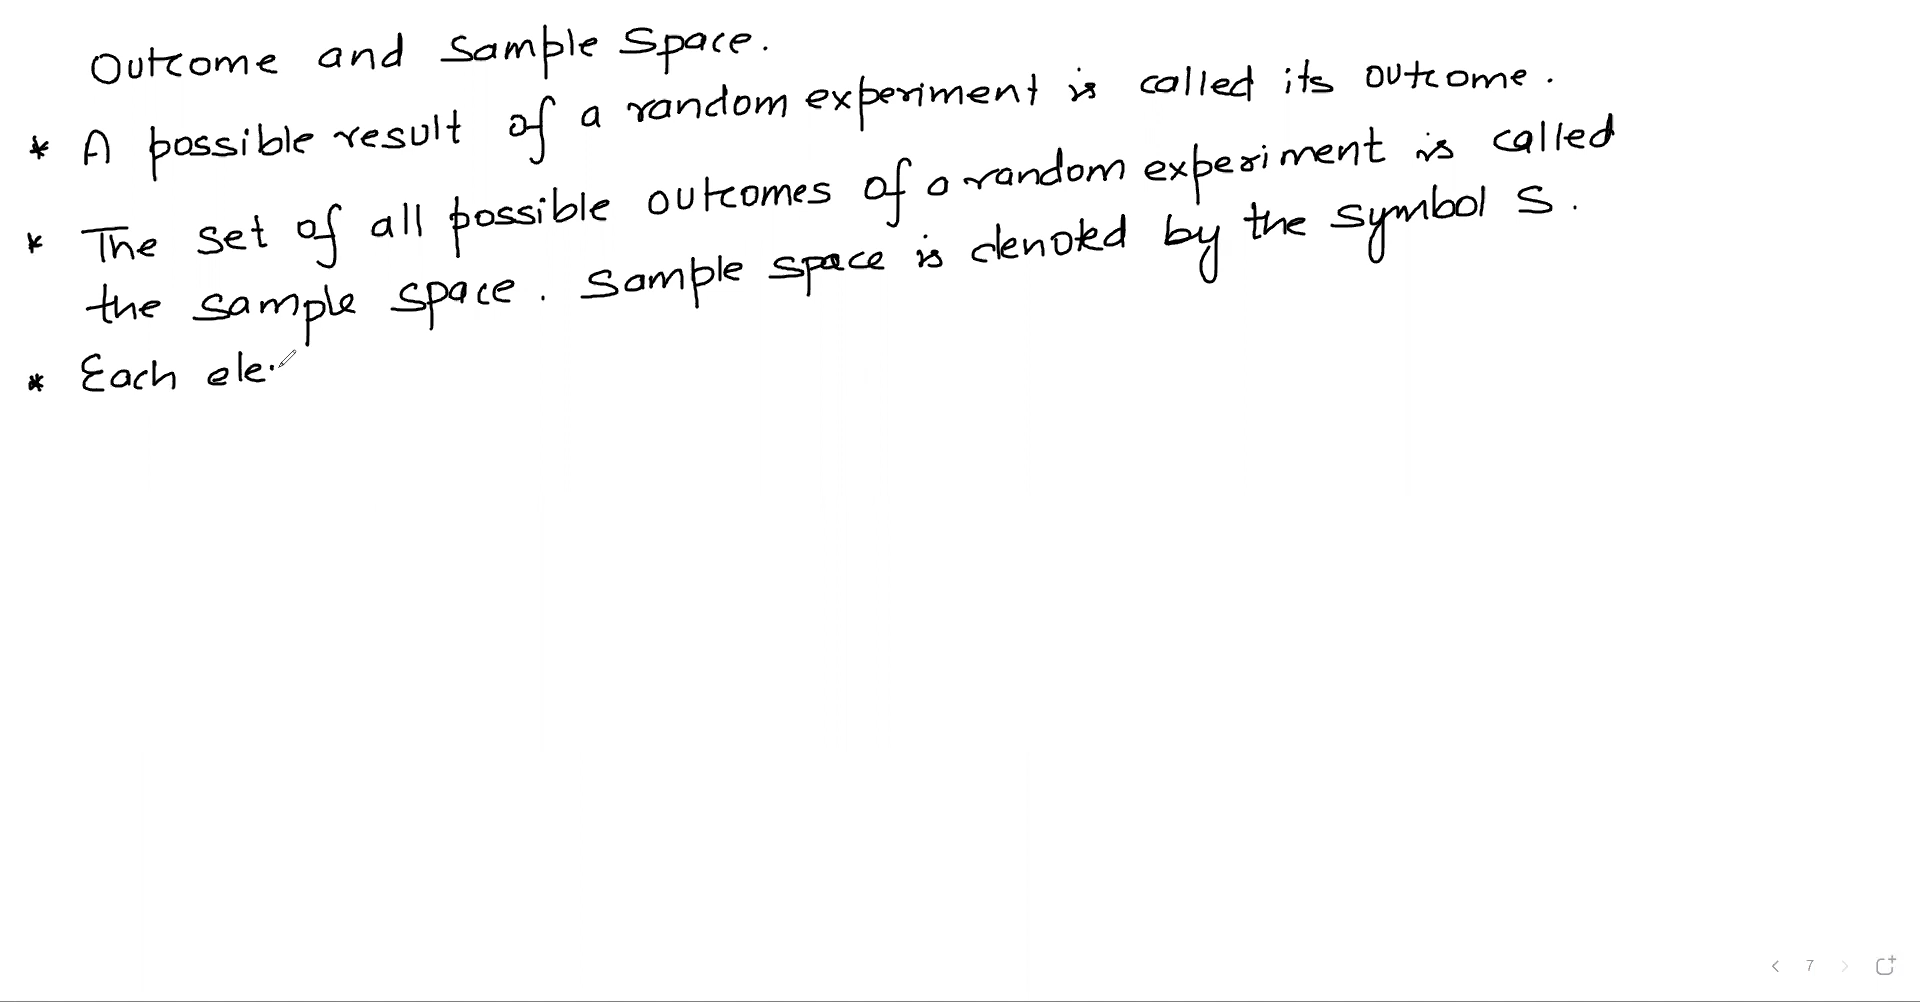 Outcome and Sample Space.
* A possible result of a random experiment is called its outcome.
* The set of all possible outcomes of a random experiment is called
the sample space. Sample space is denoted by the symbol S.
* Each ele
7